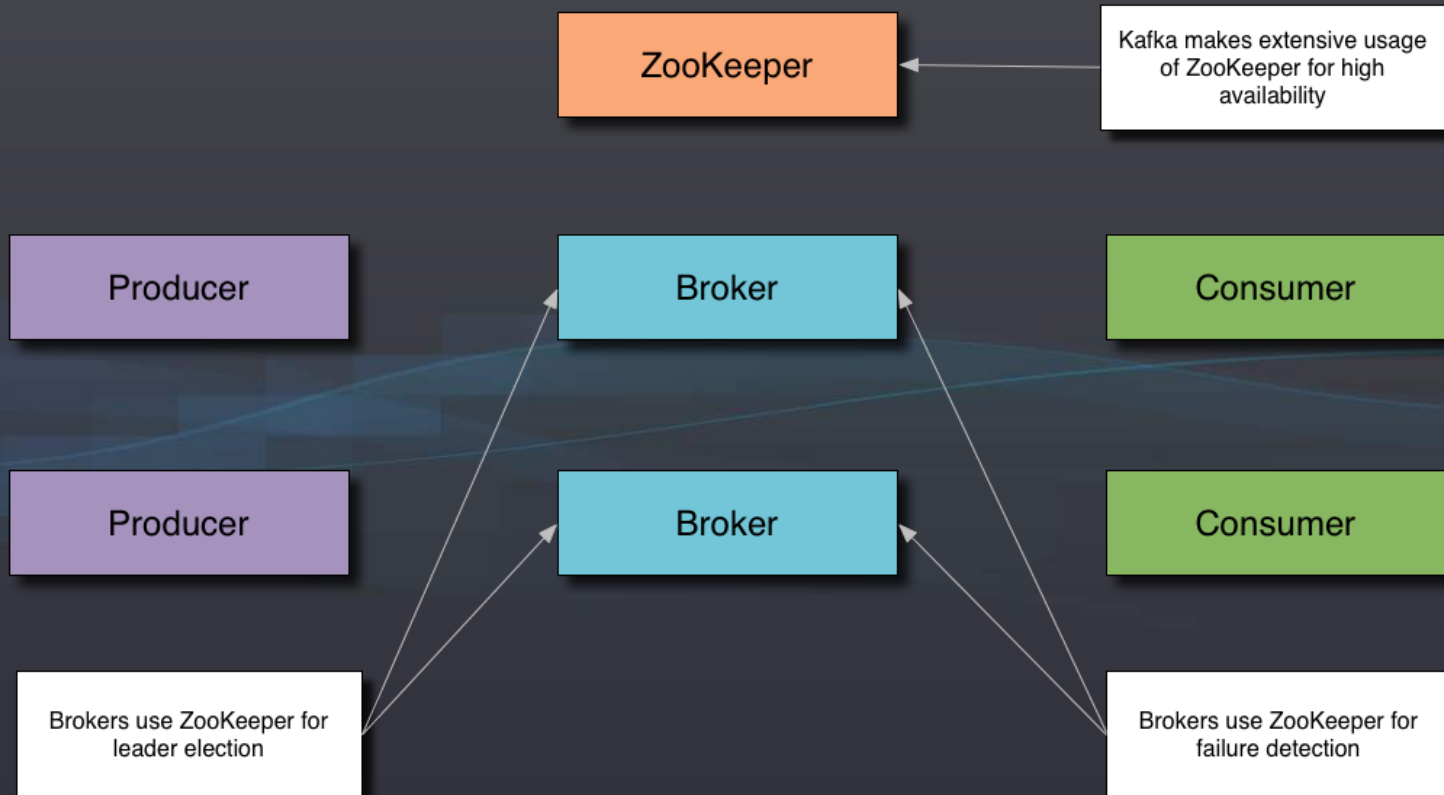 ZooKeeper
Kafka makes extensive usage
of ZooKeeper for high
availability
Producer
Broker
Consumer
Producer
Broker
Consumer
Brokers use ZooKeeper for
leader election
Brokers use ZooKeeper for
failure detection